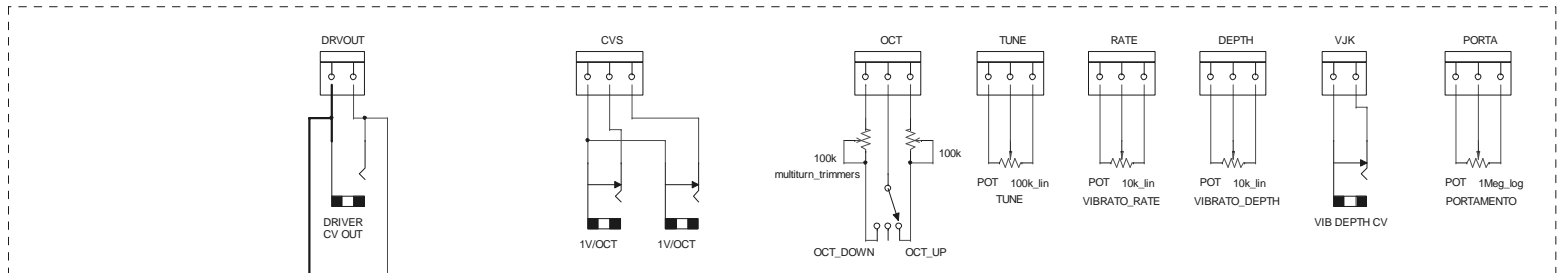 DRVOUT
CVS
OCT
TUNE
RATE
DEPTH
VJK
PORTA
100k
100k
multiturn_trimmers
POT 100k_lin
TUNE
POT 10k_lin
VIBRATO_RATE
POT 10k_lin
VIBRATO_DEPTH
POT 1Meg_log
PORTAMENTO
DRIVER
CV OUT
1V/OCT
1V/OCT
OCT_DOWN
OCT_UP
VIB DEPTH CV